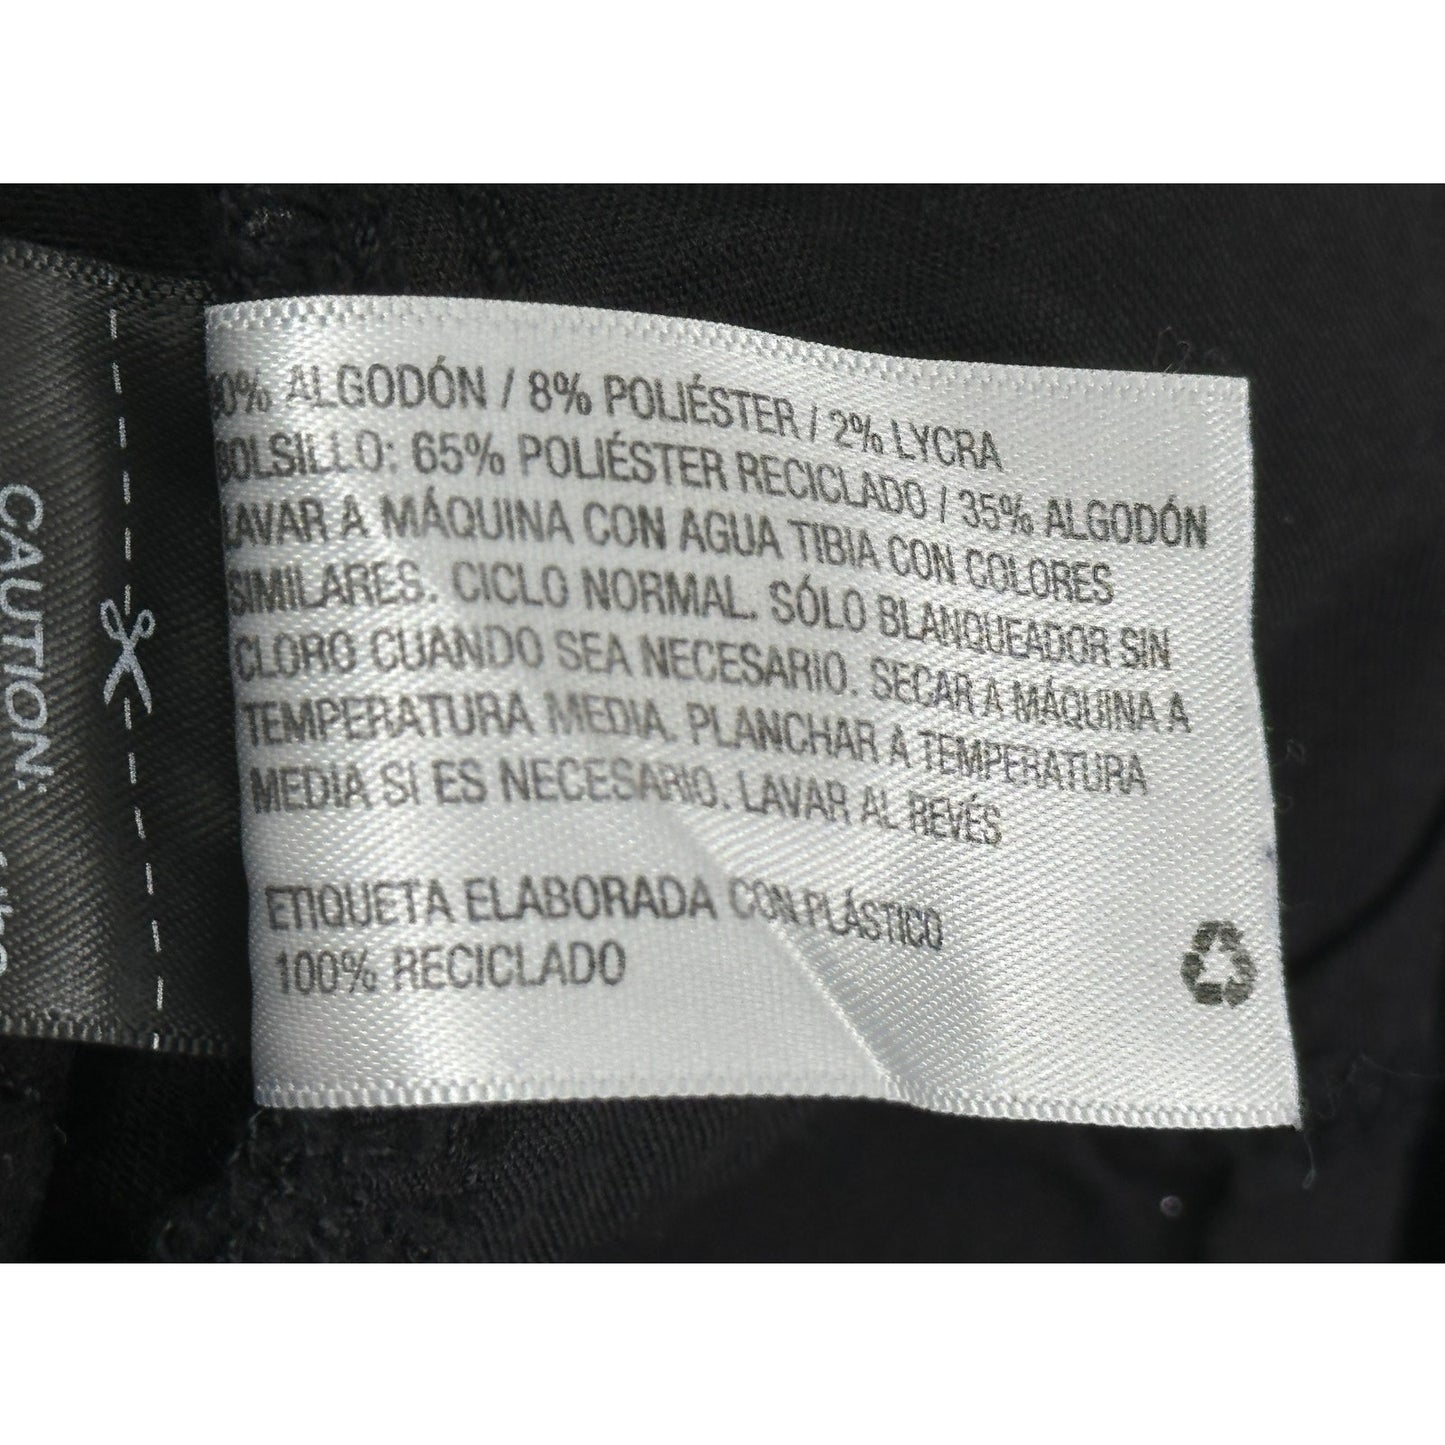 0% ALGODÓN / 8% POLIÉSTER / 2% LYCRA
BOLSILLO: 65% POLIÉSTER RECICLADO / 35% ALGODÓN
LAVAR A MÁQUINA CON AGUA TIBIA CON COLORES
SIMILARES. CICLO NORMAL. SÓLO BLANQUEADOR SIN
CLORO CUANDO SEA NECESARIO. SECAR A MÁQUINA A
TEMPERATURA MEDIA. PLANCHAR A TEMPERATURA
MEDIA SI ES NECESARIO. LAVAR AL REVÉS
ETIQUETA ELABORADA CON PLÁSTICO
100% RECICLADO
CAUTION: